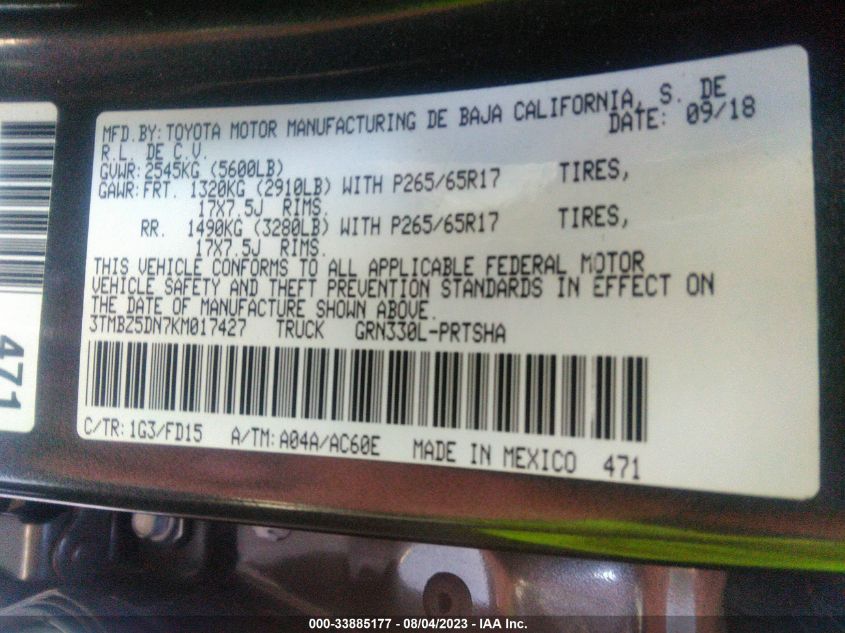 MFD.BY: TOYOTA MOTOR MANUFACTURING DE BAJA CALIFORNIA, S. DE
R.L. DE C.V. DATE: 09/18
GVWR: 2545KG (5600LB)
GAWR: FRT. 1320KG (2910LB) WITH P265/65R17 TIRES,
17X7.5J RIMS.
RR. 1490KG (3280LB) WITH P265/65R17 TIRES,
17X7.5J RIMS.
THIS VEHICLE CONFORMS TO ALL APPLICABLE FEDERAL MOTOR
VEHICLE SAFETY AND THEFT PREVENTION STANDARDS IN EFFECT ON
THE DATE OF MANUFACTURE SHOWN ABOVE.
3TMBZ5DN7KM017427 TRUCK GRN330L-PRTSHA
C/TR: 1G3/FD15 A/TM: A04A/AC60E MADE IN MEXICO 471
471
000-33885177 - 08/04/2023 - IAA Inc.